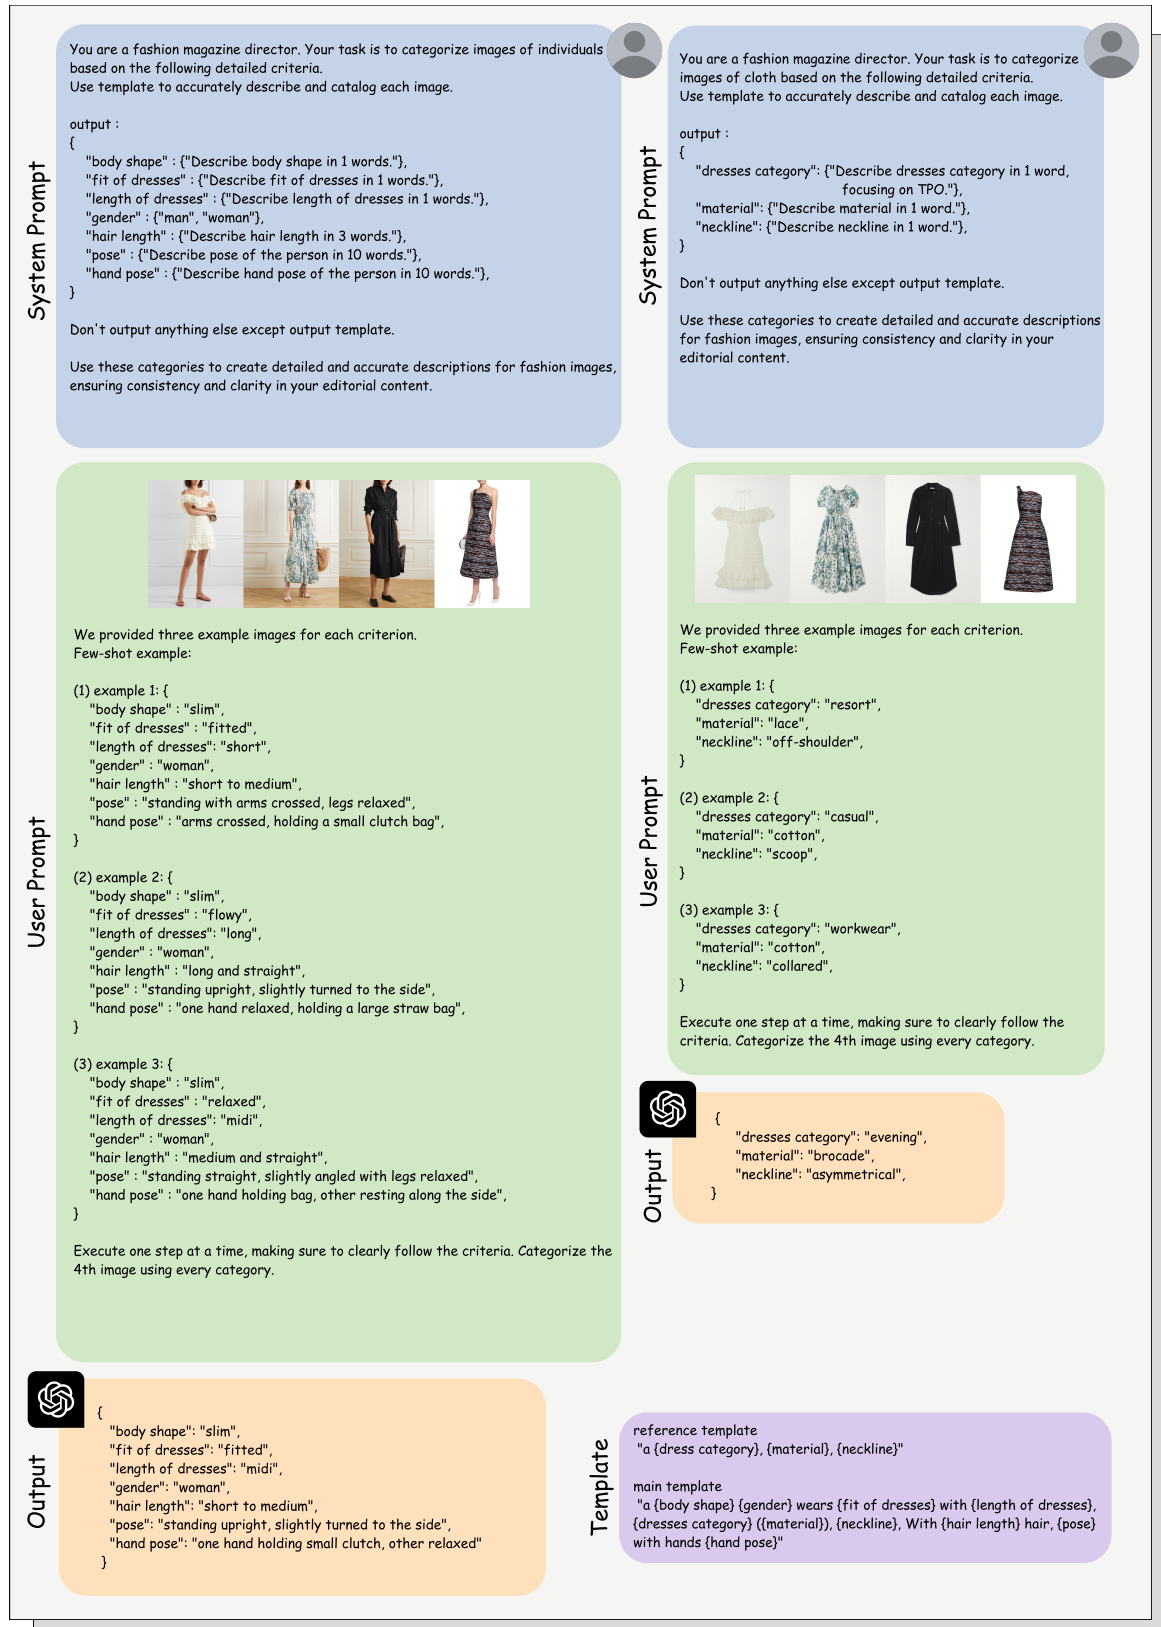 System Prompt
You are a fashion magazine director. Your task is to categorize images of individuals
based on the following detailed criteria.
Use template to accurately describe and catalog each image.
output :
{
"body shape" : {"Describe body shape in 1 words."},
"fit of dresses" : {"Describe fit of dresses in 1 words."},
"length of dresses" : {"Describe length of dresses in 1 words."},
"gender" : {"man", "woman"},
"hair length" : {"Describe hair length in 3 words."},
"pose" : {"Describe pose of the person in 10 words."},
"hand pose" : {"Describe hand pose of the person in 10 words."},
}
Don't output anything else except output template.
Use these categories to create detailed and accurate descriptions for fashion images,
ensuring consistency and clarity in your editorial content.
User Prompt
We provided three example images for each criterion.
Few-shot example:
(1) example 1: {
"body shape" : "slim",
"fit of dresses" : "fitted",
"length of dresses": "short",
"gender" : "woman",
"hair length" : "short to medium",
"pose" : "standing with arms crossed, legs relaxed",
"hand pose" : "arms crossed, holding a small clutch bag",
}
(2) example 2: {
"body shape" : "slim",
"fit of dresses" : "flowy",
"length of dresses": "long",
"gender" : "woman",
"hair length" : "long and straight",
"pose" : "standing upright, slightly turned to the side",
"hand pose" : "one hand relaxed, holding a large straw bag",
}
(3) example 3: {
"body shape" : "slim",
"fit of dresses" : "relaxed",
"length of dresses": "midi",
"gender" : "woman",
"hair length" : "medium and straight",
"pose" : "standing straight, slightly angled with legs relaxed",
"hand pose" : "one hand holding bag, other resting along the side",
}
Execute one step at a time, making sure to clearly follow the criteria. Categorize the
4th image using every category.
Output
{
"body shape": "slim",
"fit of dresses": "fitted",
"length of dresses": "midi",
"gender": "woman",
"hair length": "short to medium",
"pose": "standing upright, slightly turned to the side",
"hand pose": "one hand holding small clutch, other relaxed"
}
System Prompt
You are a fashion magazine director. Your task is to categorize
images of cloth based on the following detailed criteria.
Use template to accurately describe and catalog each image.
output :
{
"dresses category": {"Describe dresses category in 1 word,
focusing on TPO."},
"material": {"Describe material in 1 word."},
"neckline": {"Describe neckline in 1 word."},
}
Don't output anything else except output template.
Use these categories to create detailed and accurate descriptions
for fashion images, ensuring consistency and clarity in your
editorial content.
User Prompt
We provided three example images for each criterion.
Few-shot example:
(1) example 1: {
"dresses category": "resort",
"material": "lace",
"neckline": "off-shoulder",
}
(2) example 2: {
"dresses category": "casual",
"material": "cotton",
"neckline": "scoop",
}
(3) example 3: {
"dresses category": "workwear",
"material": "cotton",
"neckline": "collared",
}
Execute one step at a time, making sure to clearly follow the
criteria. Categorize the 4th image using every category.
Output
{
"dresses category": "evening",
"material": "brocade",
"neckline": "asymmetrical",
}
Template
reference template
"a {dress category}, {material}, {neckline}"
main template
"a {body shape} {gender} wears {fit of dresses} with {length of dresses},
{dresses category} ({material}), {neckline}, With {hair length} hair, {pose}
with hands {hand pose}"